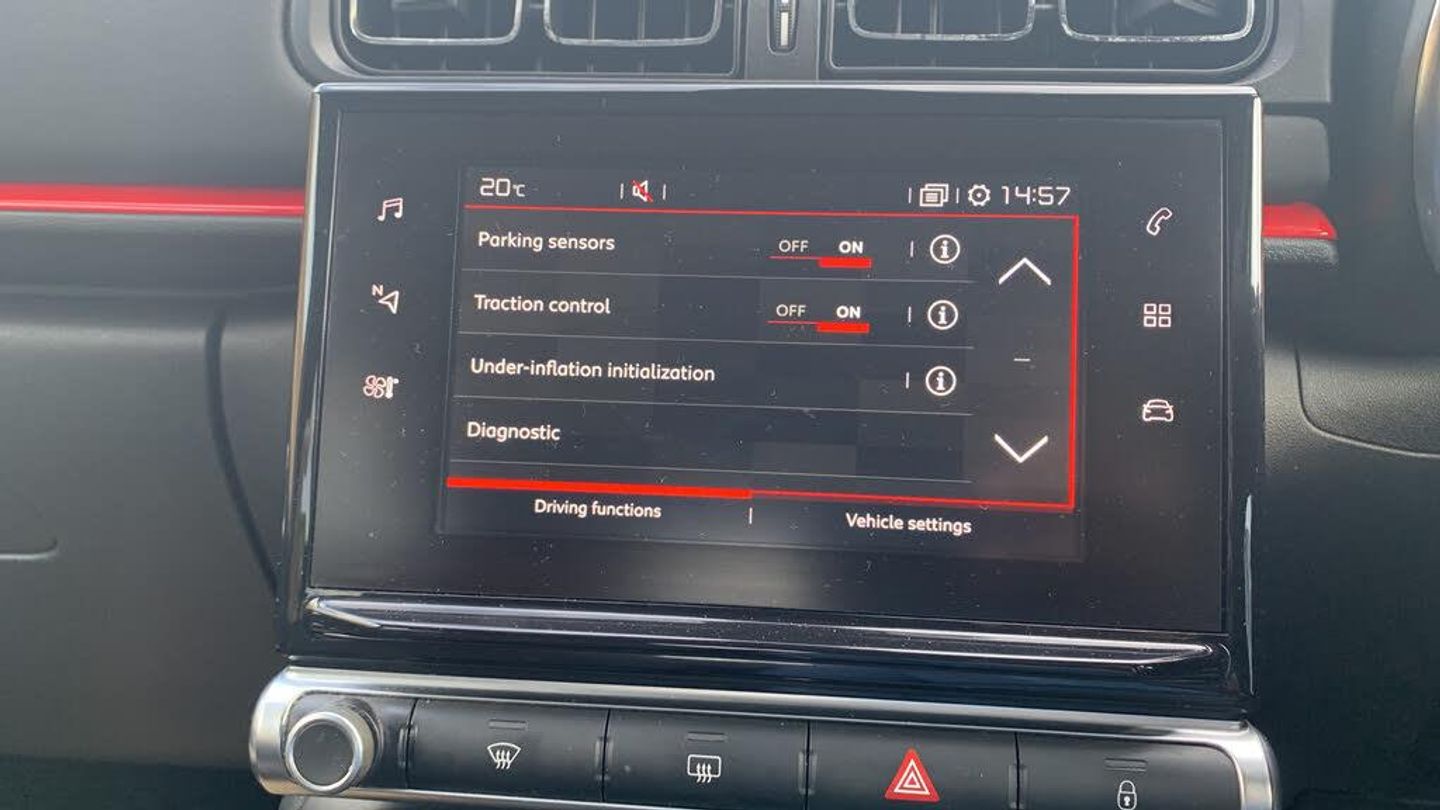 20°C 14:57
Parking sensors OFF ON
Traction control OFF ON
Under-inflation initialization
Diagnostic
Driving functions Vehicle settings
N